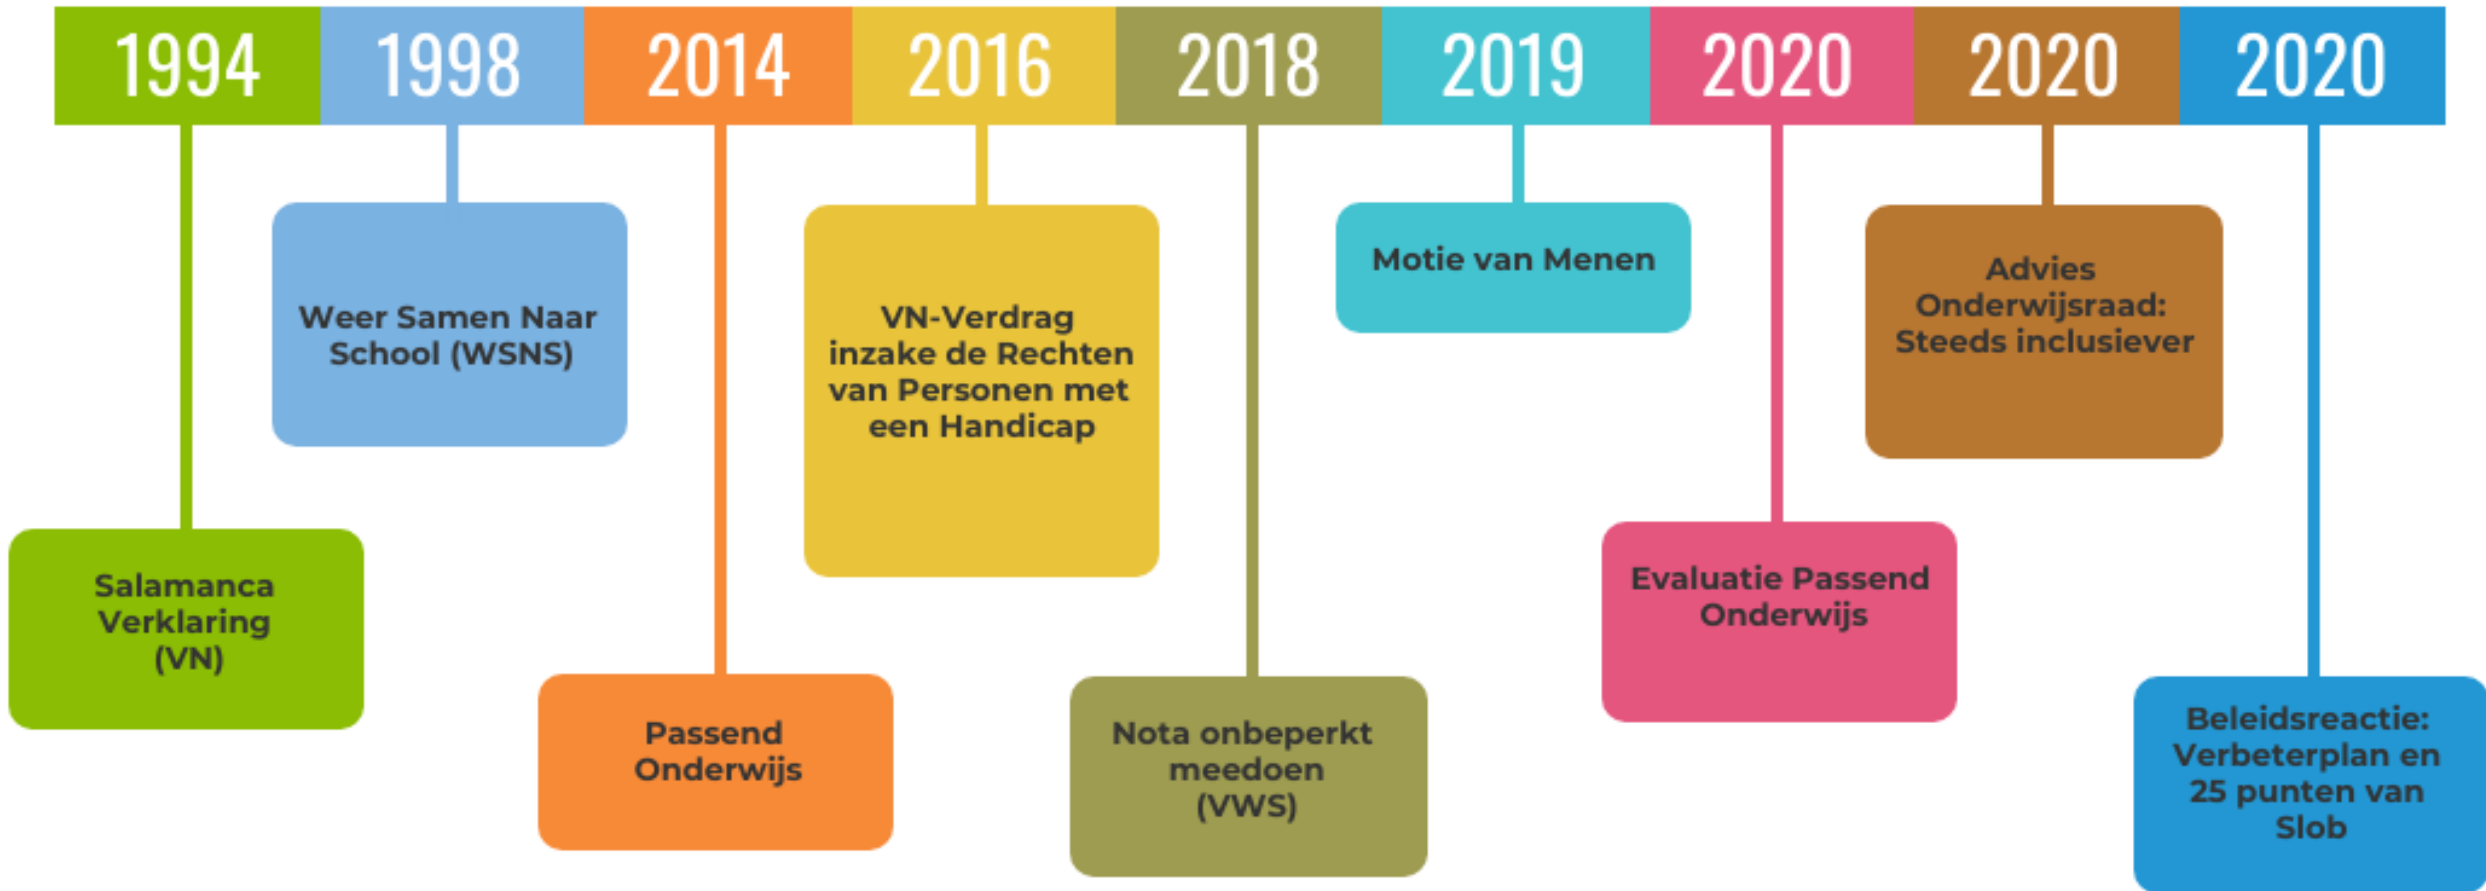 1994
1998
2014
2016
2018
2019
2020
2020
2020
Salamanca
Verklaring
(VN)
Weer Samen Naar
School (WSNS)
Passend
Onderwijs
VN-Verdrag
inzake de Rechten
van Personen met
een Handicap
Nota onbeperkt
meedoen
(VWS)
Motie van Menen
Evaluatie Passend
Onderwijs
Advies
Onderwijsraad:
Steeds inclusiever
Beleidsreactie:
Verbeterplan en
25 punten van
Slob